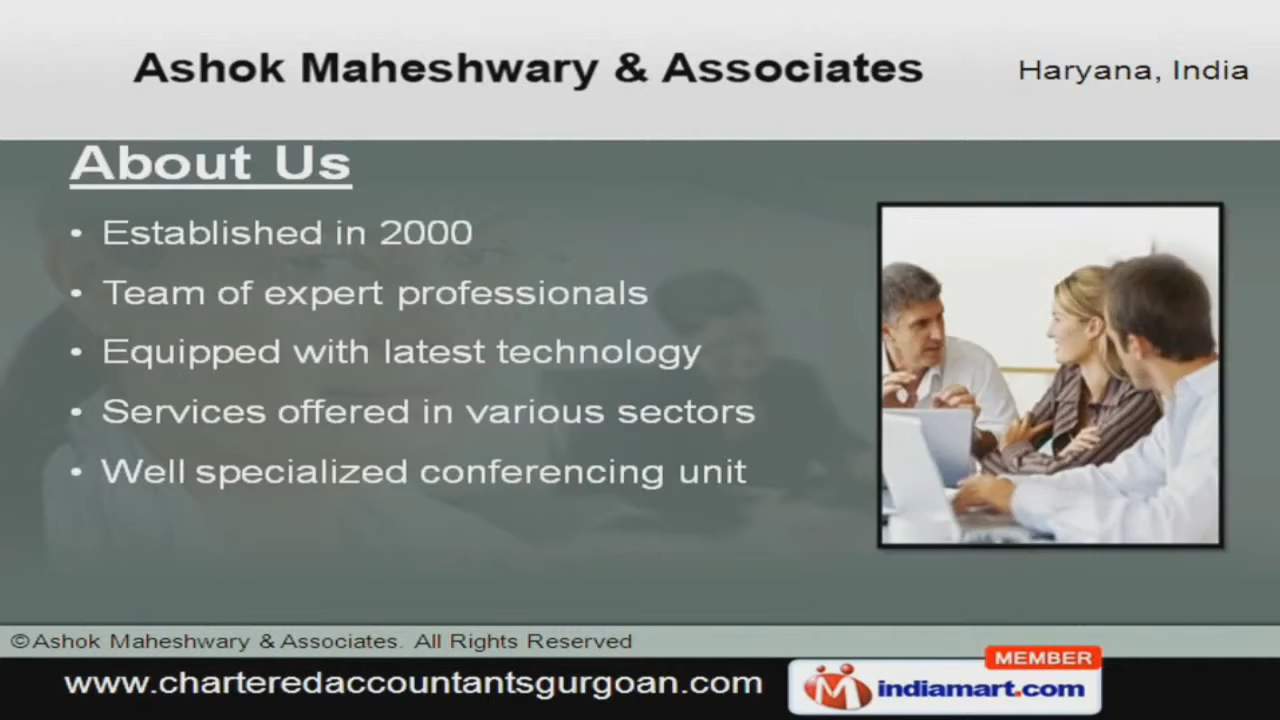 Ashok Maheshwary & Associates
Haryana, India
About Us
• Established in 2000
• Team of expert professionals
• Equipped with latest technology
• Services offered in various sectors
• Well specialized conferencing unit
©Ashok Maheshwary & Associates. All Rights Reserved
www.charteredaccountantsgurgoan.com
MEMBER
indiamart.com